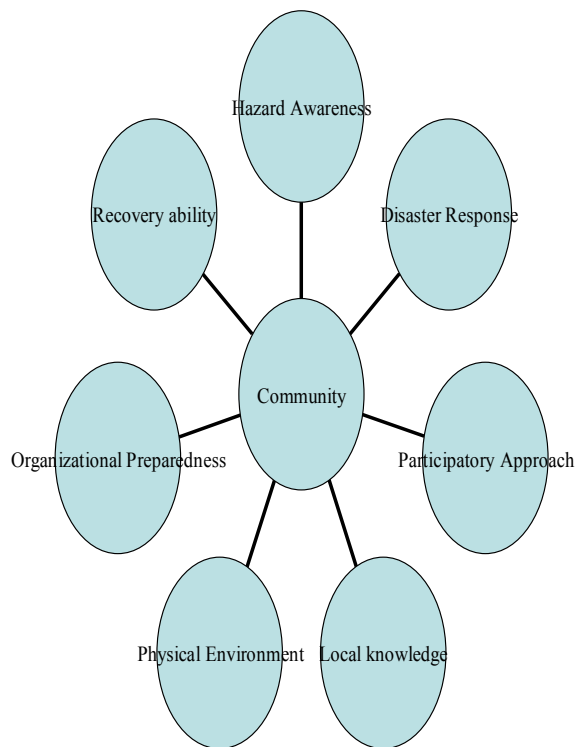 Hazard Awareness
Recovery ability
Disaster Response
Community
Organizational Preparedness
Participatory Approach
Physical Environment
Local knowledge